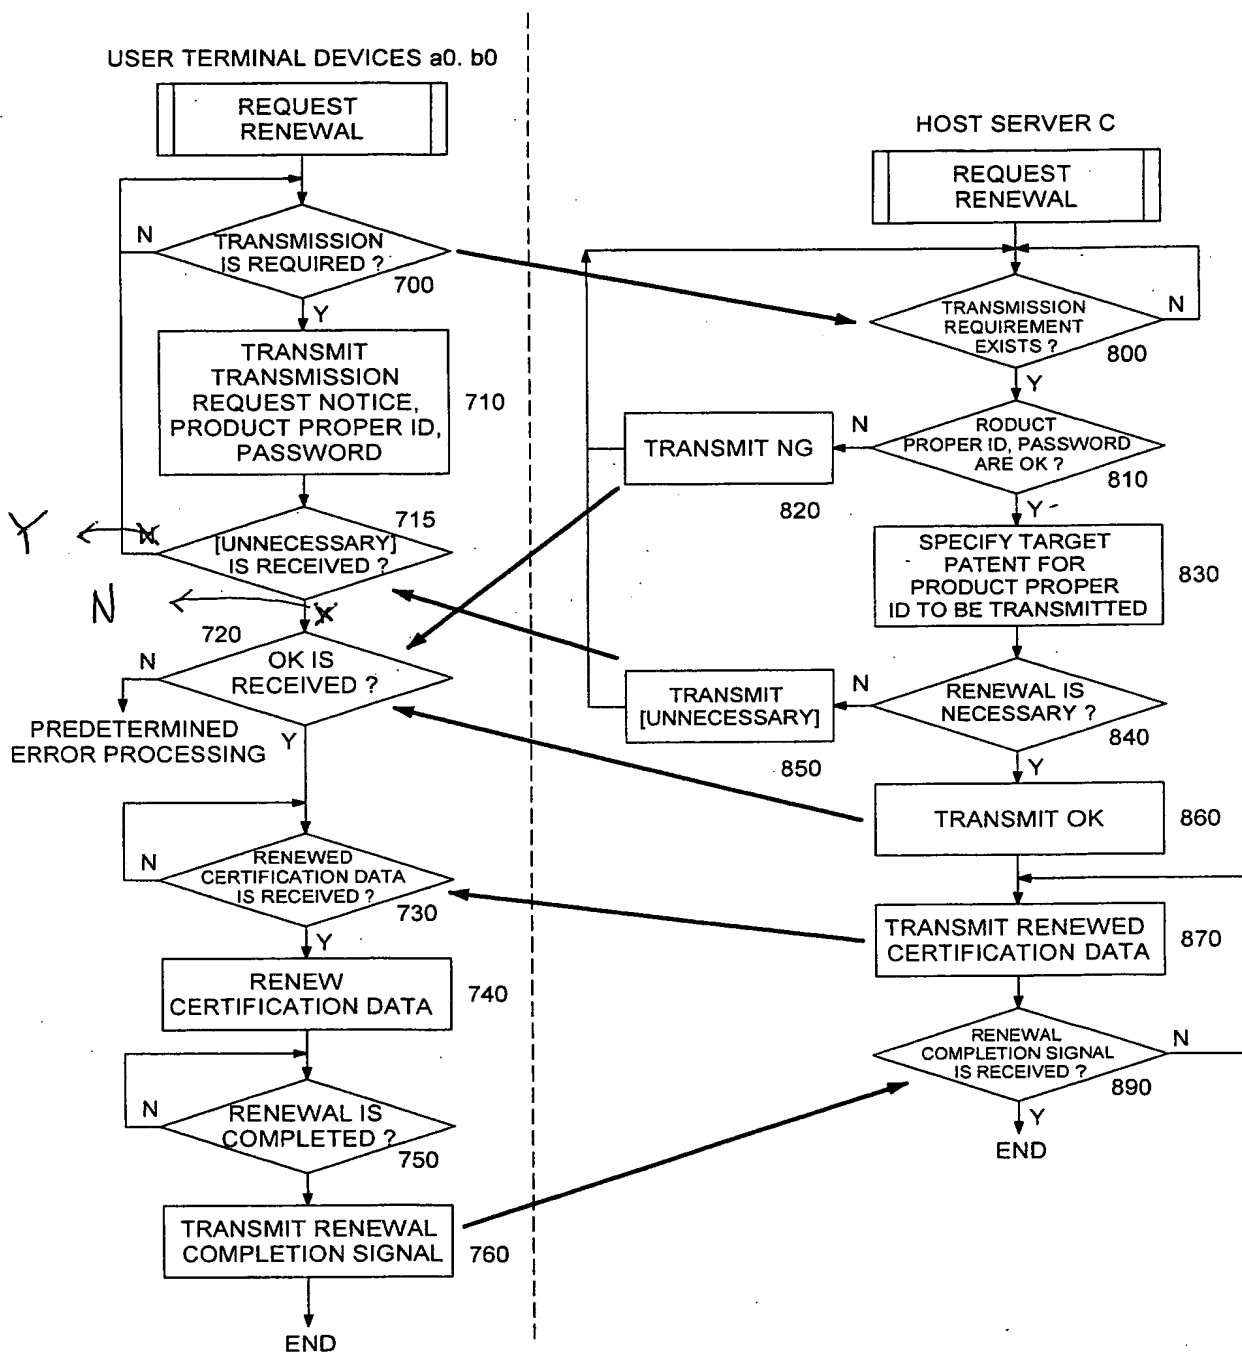 USER TERMINAL DEVICES a0. b0
REQUEST
RENEWAL
N
TRANSMISSION
IS REQUIRED ?
700
Y
TRANSMIT
TRANSMISSION
REQUEST NOTICE,
PRODUCT PROPER ID,
PASSWORD
710
715
Y
[UNNECESSARY]
IS RECEIVED ?
N
720
N
OK IS
RECEIVED ?
PREDETERMINED
ERROR PROCESSING
Y
N
RENEWED
CERTIFICATION DATA
IS RECEIVED ?
730
Y
RENEW
CERTIFICATION DATA
740
N
RENEWAL IS
COMPLETED ?
750
TRANSMIT RENEWAL
COMPLETION SIGNAL
760
END
HOST SERVER C
REQUEST
RENEWAL
TRANSMISSION
REQUIREMENT
EXISTS ?
N
800
Y
N
RODUCT
PROPER ID, PASSWORD
ARE OK ?
810
TRANSMIT NG
820
Y
SPECIFY TARGET
PATENT FOR
PRODUCT PROPER
ID TO BE TRANSMITTED
830
N
RENEWAL IS
NECESSARY ?
840
TRANSMIT
[UNNECESSARY]
850
Y
TRANSMIT OK
860
TRANSMIT RENEWED
CERTIFICATION DATA
870
RENEWAL
COMPLETION SIGNAL
IS RECEIVED ?
N
890
Y
END